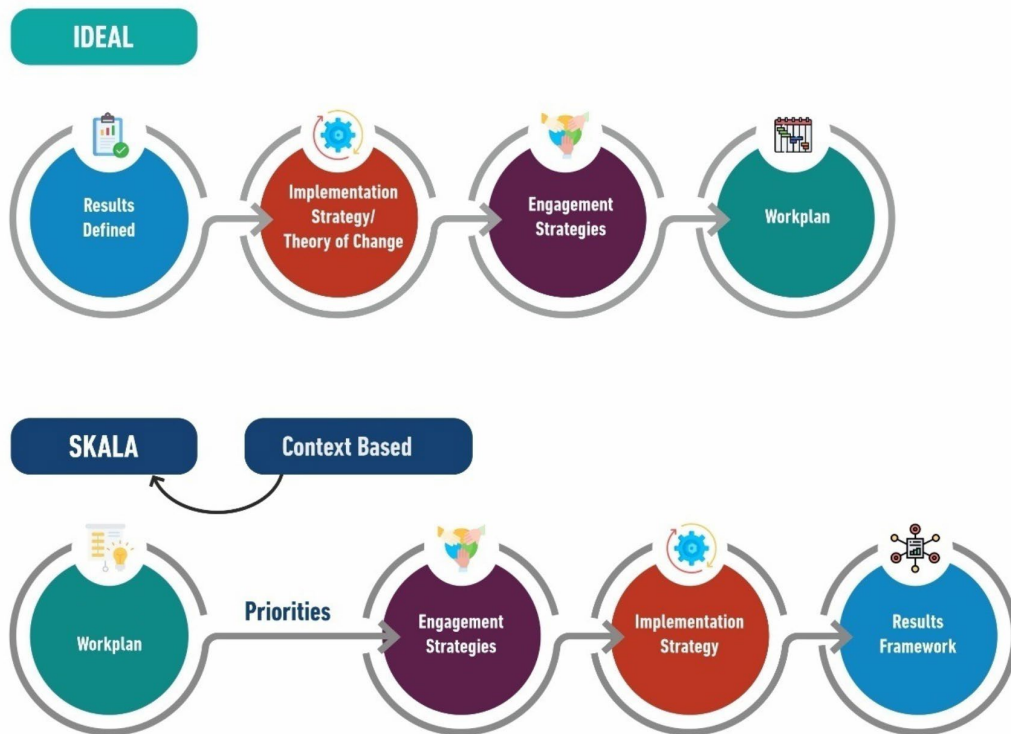 IDEAL
Results
Defined
Implementation
Strategy/
Theory of Change
Engagement
Strategies
Workplan
SKALA
Context Based
Workplan
Priorities
Engagement
Strategies
Implementation
Strategy
Results
Framework